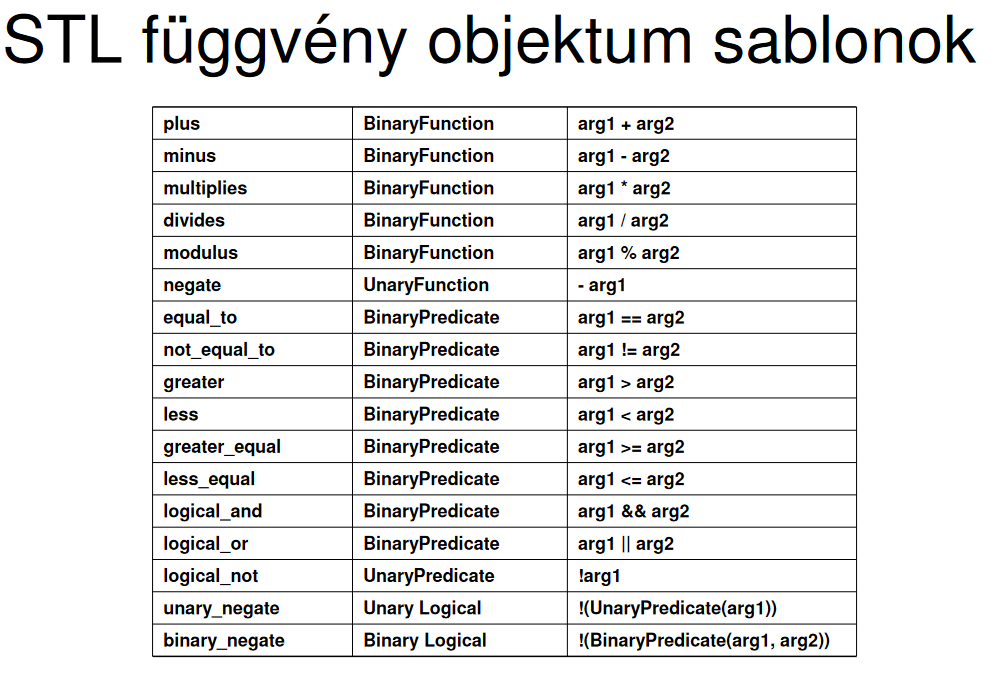 STL függvény objektum sablonok
plus BinaryFunction arg1 + arg2
minus BinaryFunction arg1 - arg2
multiplies BinaryFunction arg1 * arg2
divides BinaryFunction arg1 / arg2
modulus BinaryFunction arg1 % arg2
negate UnaryFunction - arg1
equal_to BinaryPredicate arg1 == arg2
not_equal_to BinaryPredicate arg1 != arg2
greater BinaryPredicate arg1 > arg2
less BinaryPredicate arg1 < arg2
greater_equal BinaryPredicate arg1 >= arg2
less_equal BinaryPredicate arg1 <= arg2
logical_and BinaryPredicate arg1 && arg2
logical_or BinaryPredicate arg1 || arg2
logical_not UnaryPredicate !arg1
unary_negate Unary Logical !(UnaryPredicate(arg1))
binary_negate Binary Logical !(BinaryPredicate(arg1, arg2))